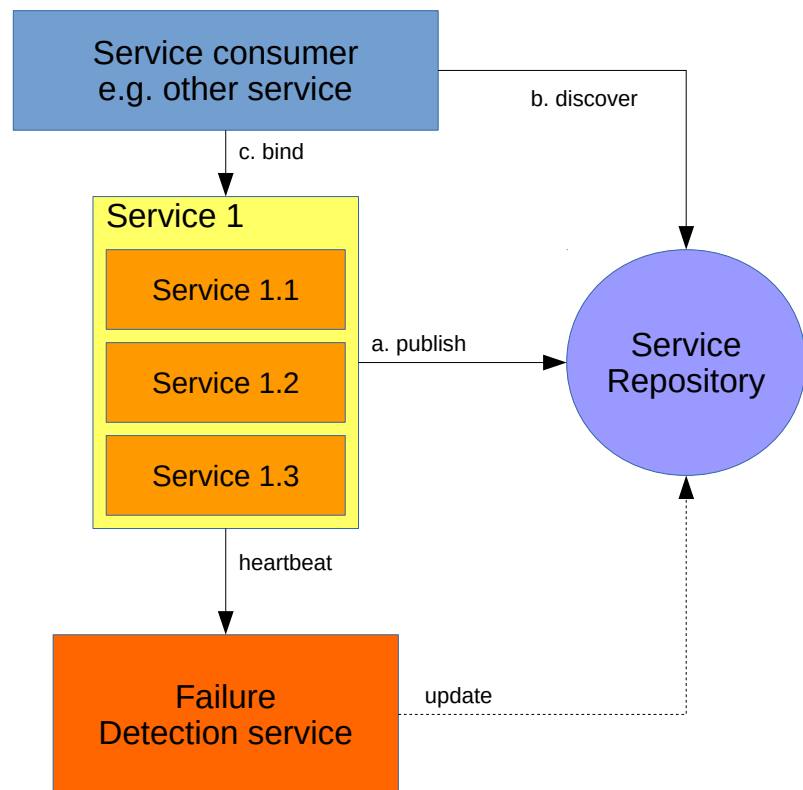 Service consumer
e.g. other service
b. discover
c. bind
Service 1
Service 1.1
a. publish
Service
Repository
Service 1.2
Service 1.3
heartbeat
Failure
Detection service
update